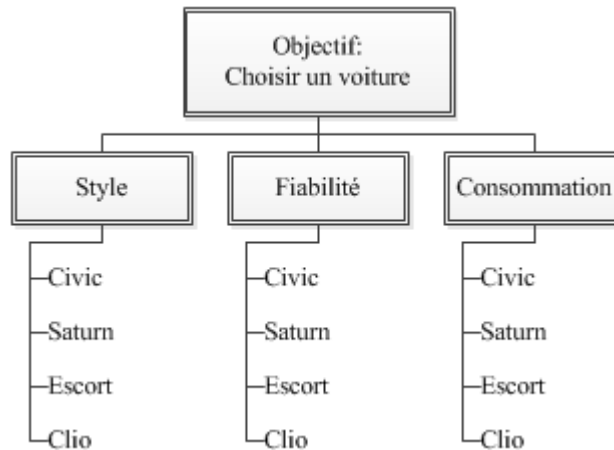 Objectif:
Choisir un voiture
Style
Fiabilité
Consommation
Civic
Saturn
Escort
Clio
Civic
Saturn
Escort
Clio
Civic
Saturn
Escort
Clio